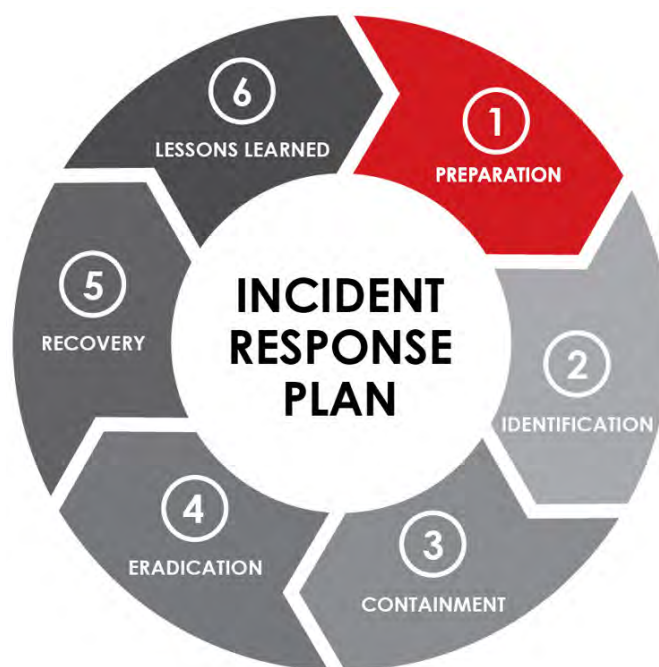 INCIDENT
RESPONSE
PLAN
1
PREPARATION
2
IDENTIFICATION
3
CONTAINMENT
4
ERADICATION
5
RECOVERY
6
LESSONS LEARNED